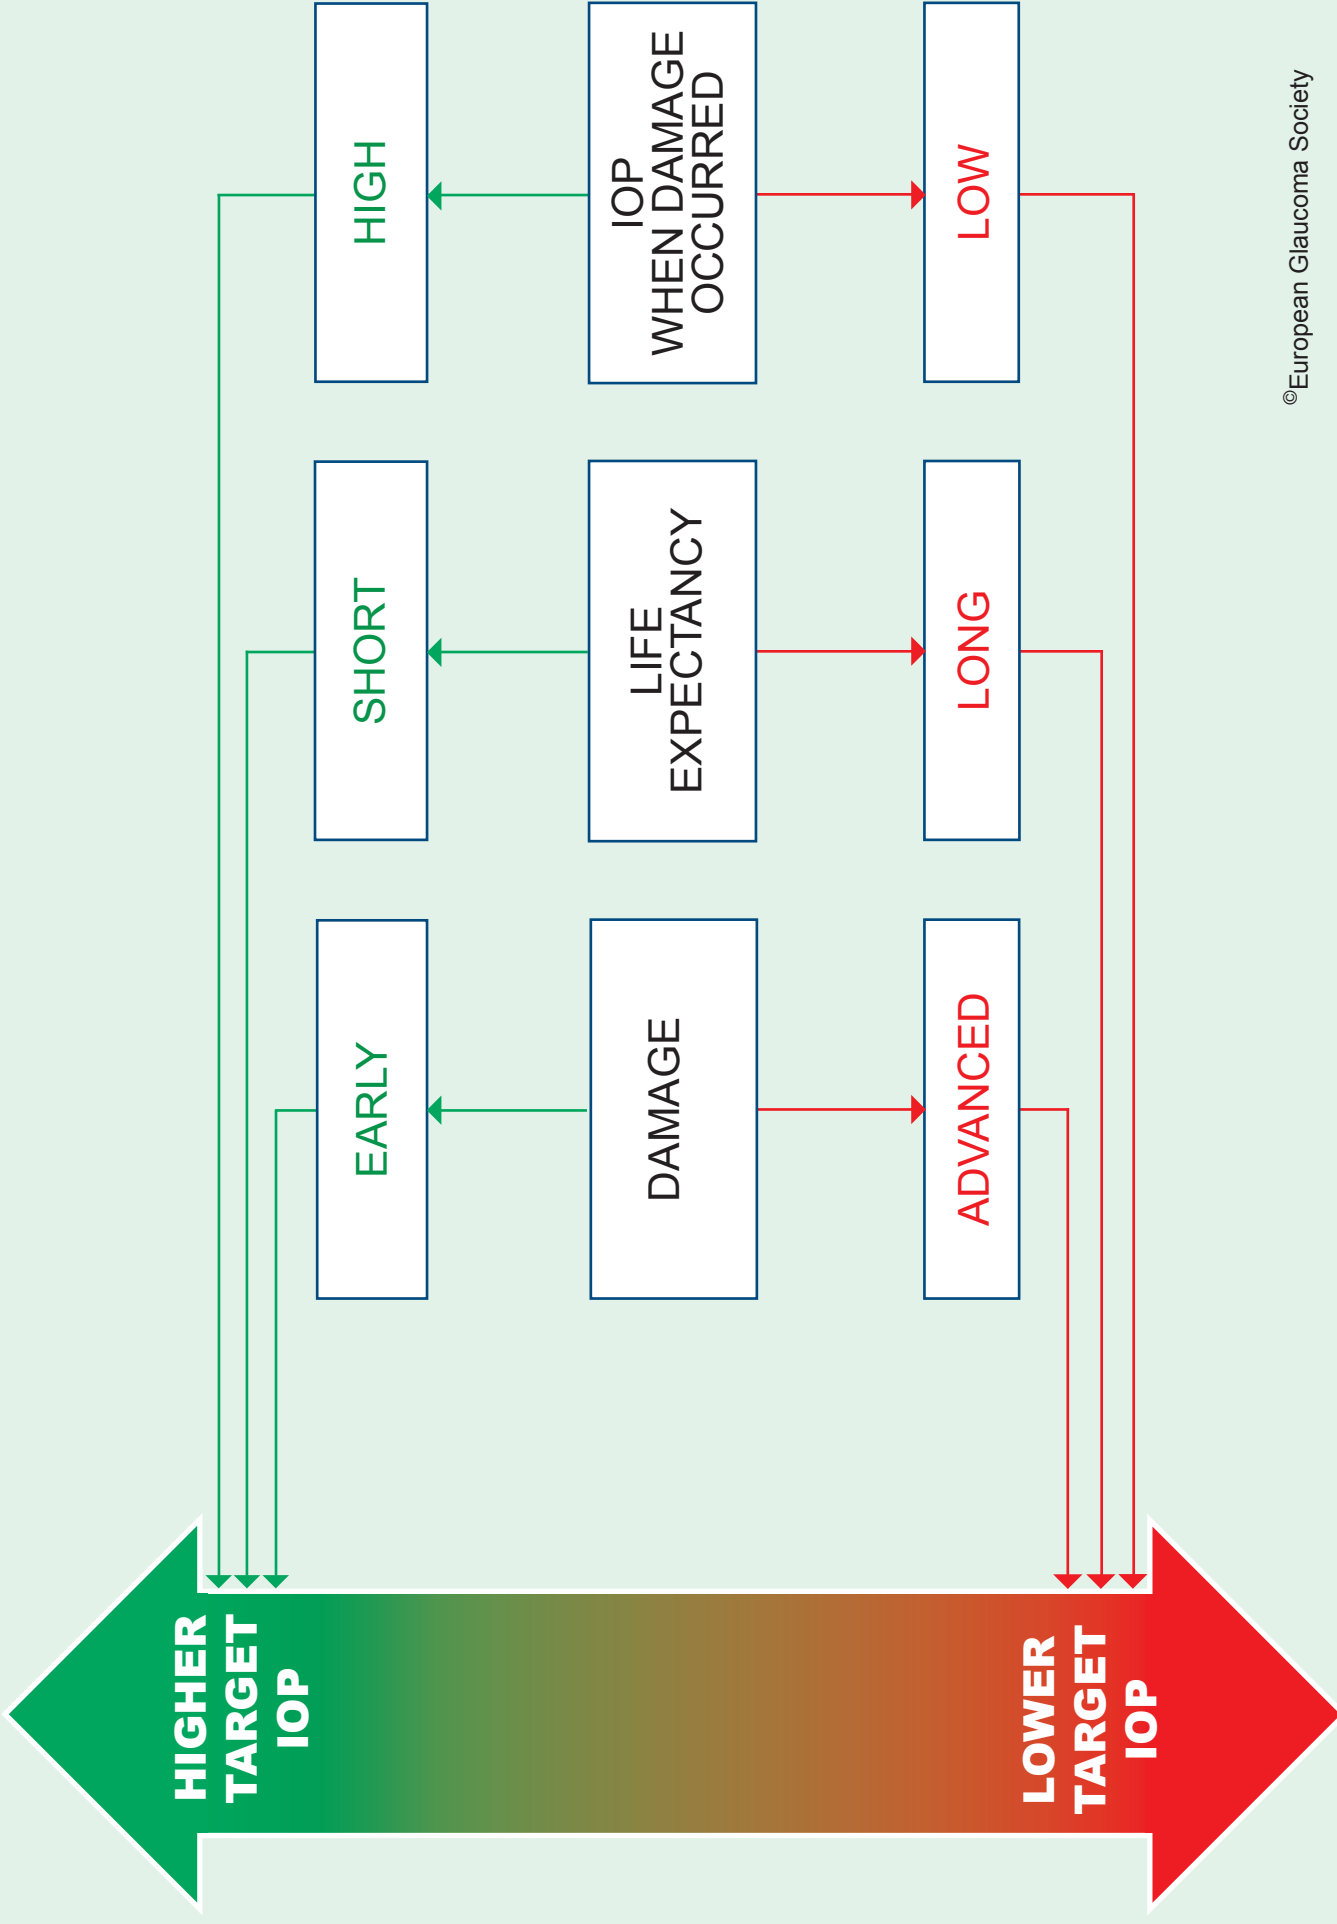 HIGHER
TARGET
IOP
EARLY
SHORT
HIGH
DAMAGE
LIFE
EXPECTANCY
IOP
WHEN DAMAGE
OCCURRED
ADVANCED
LONG
LOW
LOWER
TARGET
IOP
©European Glaucoma Society